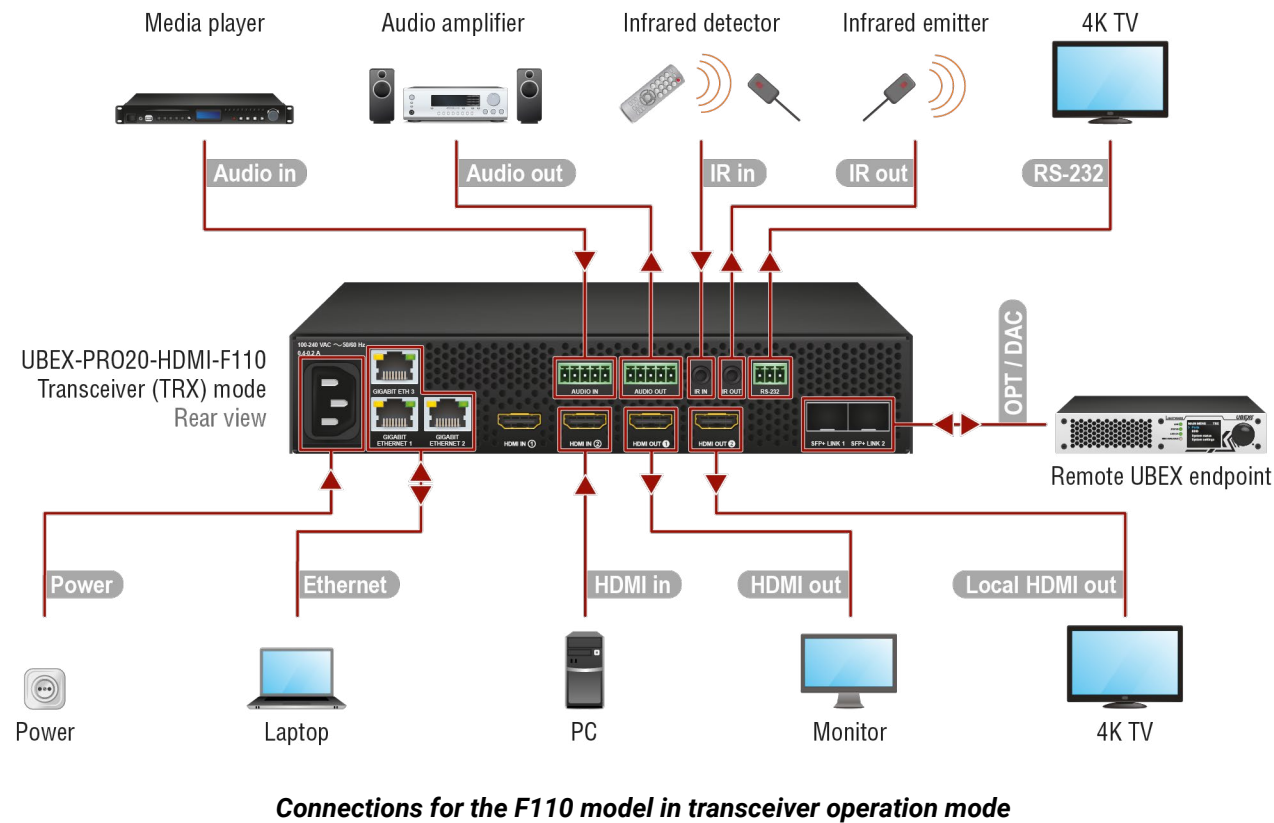 Media player
Audio amplifier
Infrared detector
Infrared emitter
4K TV
Audio in
Audio out
IR in
IR out
RS-232
OPT / DAC
UBEX-PRO20-HDMI-F110
Transceiver (TRX) mode
Rear view
100-240 VAC ~ 50/60 Hz
0.4-0.2 A
GIGABIT ETH 3
GIGABIT
ETHERNET 1
GIGABIT
ETHERNET 2
AUDIO IN
AUDIO OUT
IR IN
IR OUT
RS-232
HDMI IN 1
HDMI IN 2
HDMI OUT 1
HDMI OUT 2
SFP+ LINK 1
SFP+ LINK 2
UBEX
Remote UBEX endpoint
Power
Ethernet
HDMI in
HDMI out
Local HDMI out
Power
Laptop
PC
Monitor
4K TV
Connections for the F110 model in transceiver operation mode